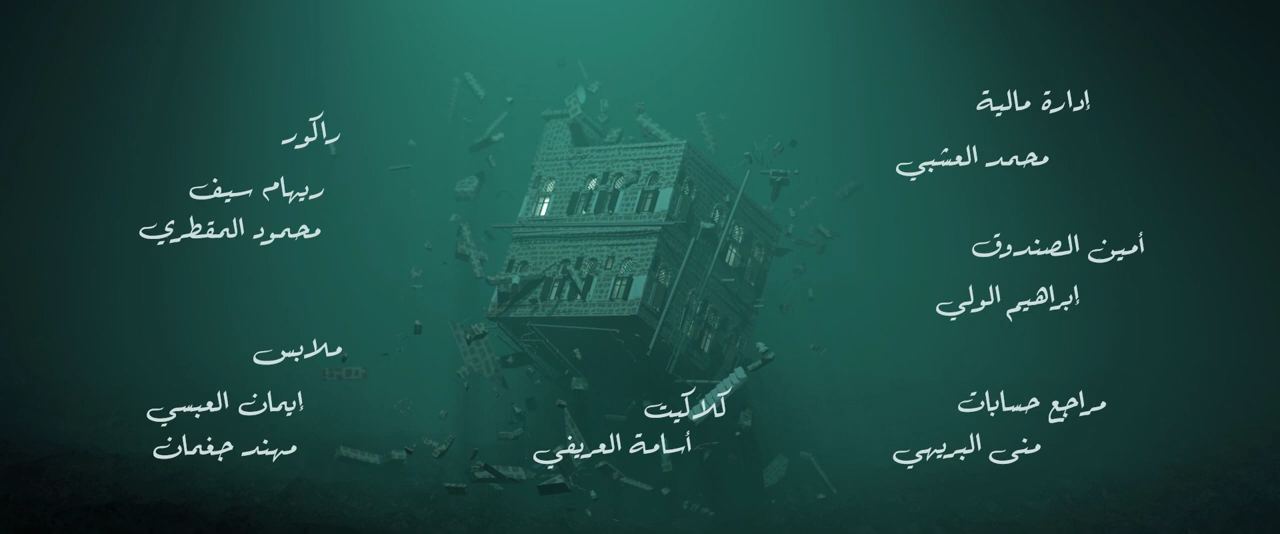 إدارة مالية
محمد العشبي
أمين الصندوق
إبراهيم الولي
مراجع حسابات
منى البريهي
كلاكيت
أسامة العريفي
راكور
ريهام سيف
محمود المقطري
ملابس
إيمان العبسي
مهند جغمان